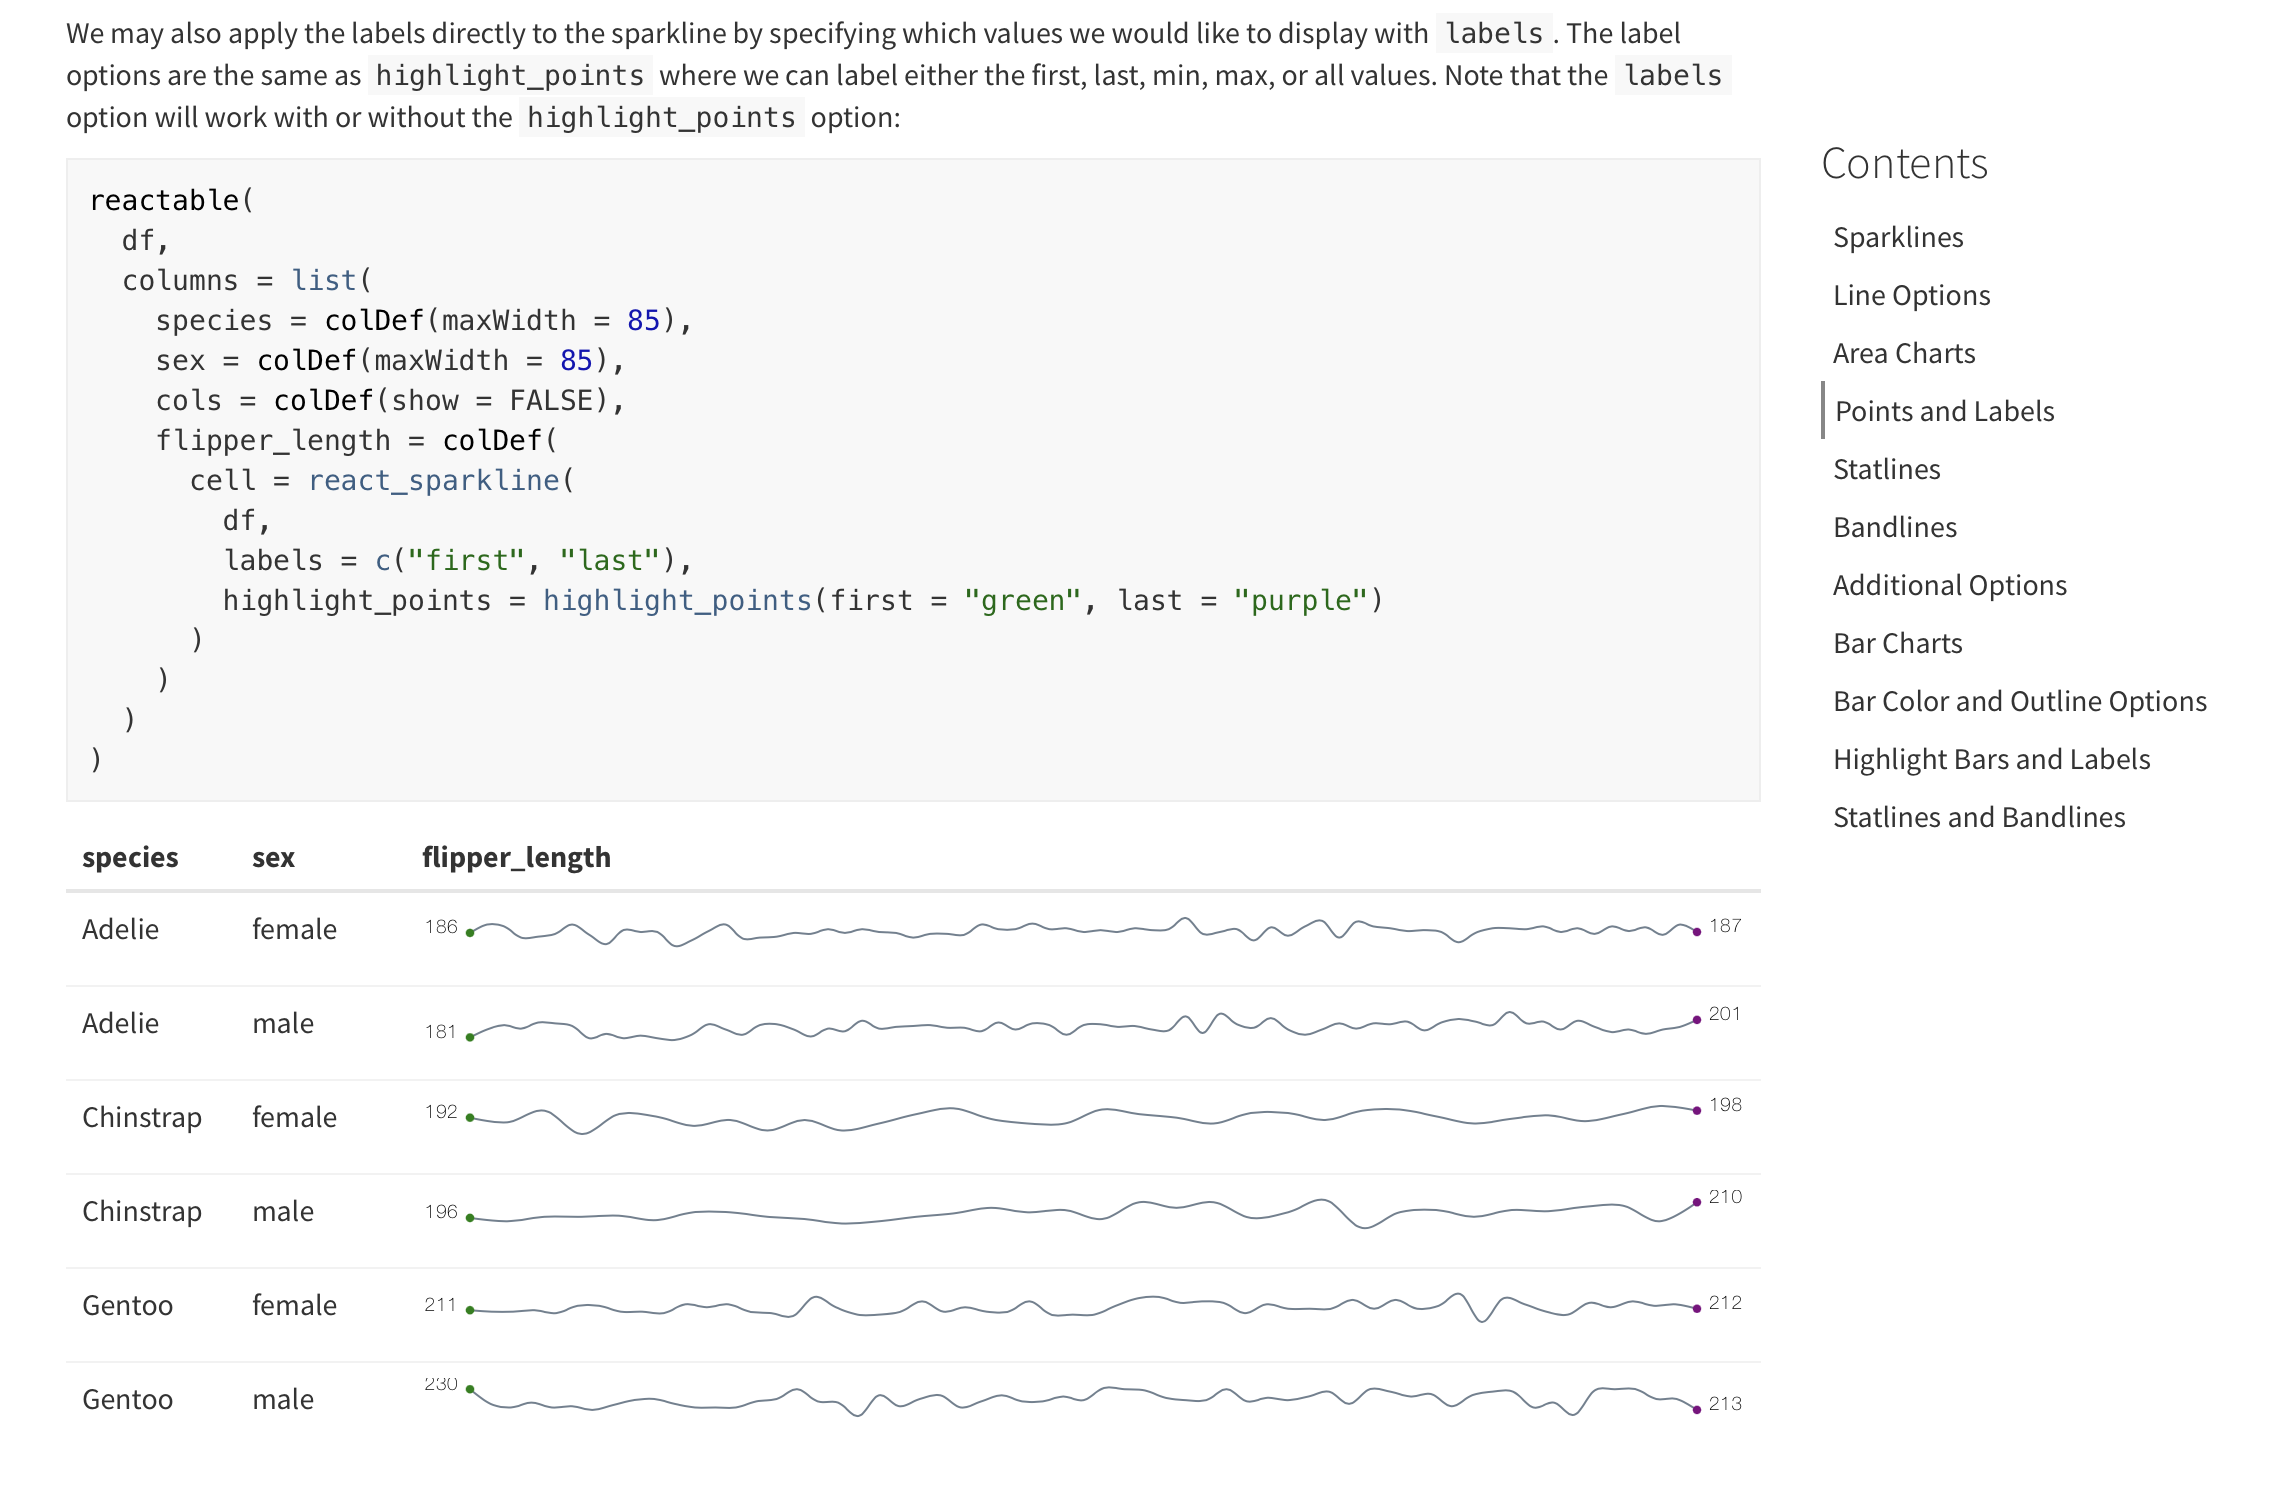 We may also apply the labels directly to the sparkline by specifying which values we would like to display with labels . The label
options are the same as highlight_points where we can label either the first, last, min, max, or all values. Note that the labels
option will work with or without the highlight_points option:
reactable(
  df,
  columns = list(
    species = colDef(maxWidth = 85),
    sex = colDef(maxWidth = 85),
    cols = colDef(show = FALSE),
    flipper_length = colDef(
      cell = react_sparkline(
        df,
        labels = c("first", "last"),
        highlight_points = highlight_points(first = "green", last = "purple")
      )
    )
  )
)
species sex flipper_length
Adelie female 186 187
Adelie male 181 201
Chinstrap female 192 198
Chinstrap male 196 210
Gentoo female 211 212
Gentoo male 230 213
Contents
Sparklines
Line Options
Area Charts
Points and Labels
Statlines
Bandlines
Additional Options
Bar Charts
Bar Color and Outline Options
Highlight Bars and Labels
Statlines and Bandlines